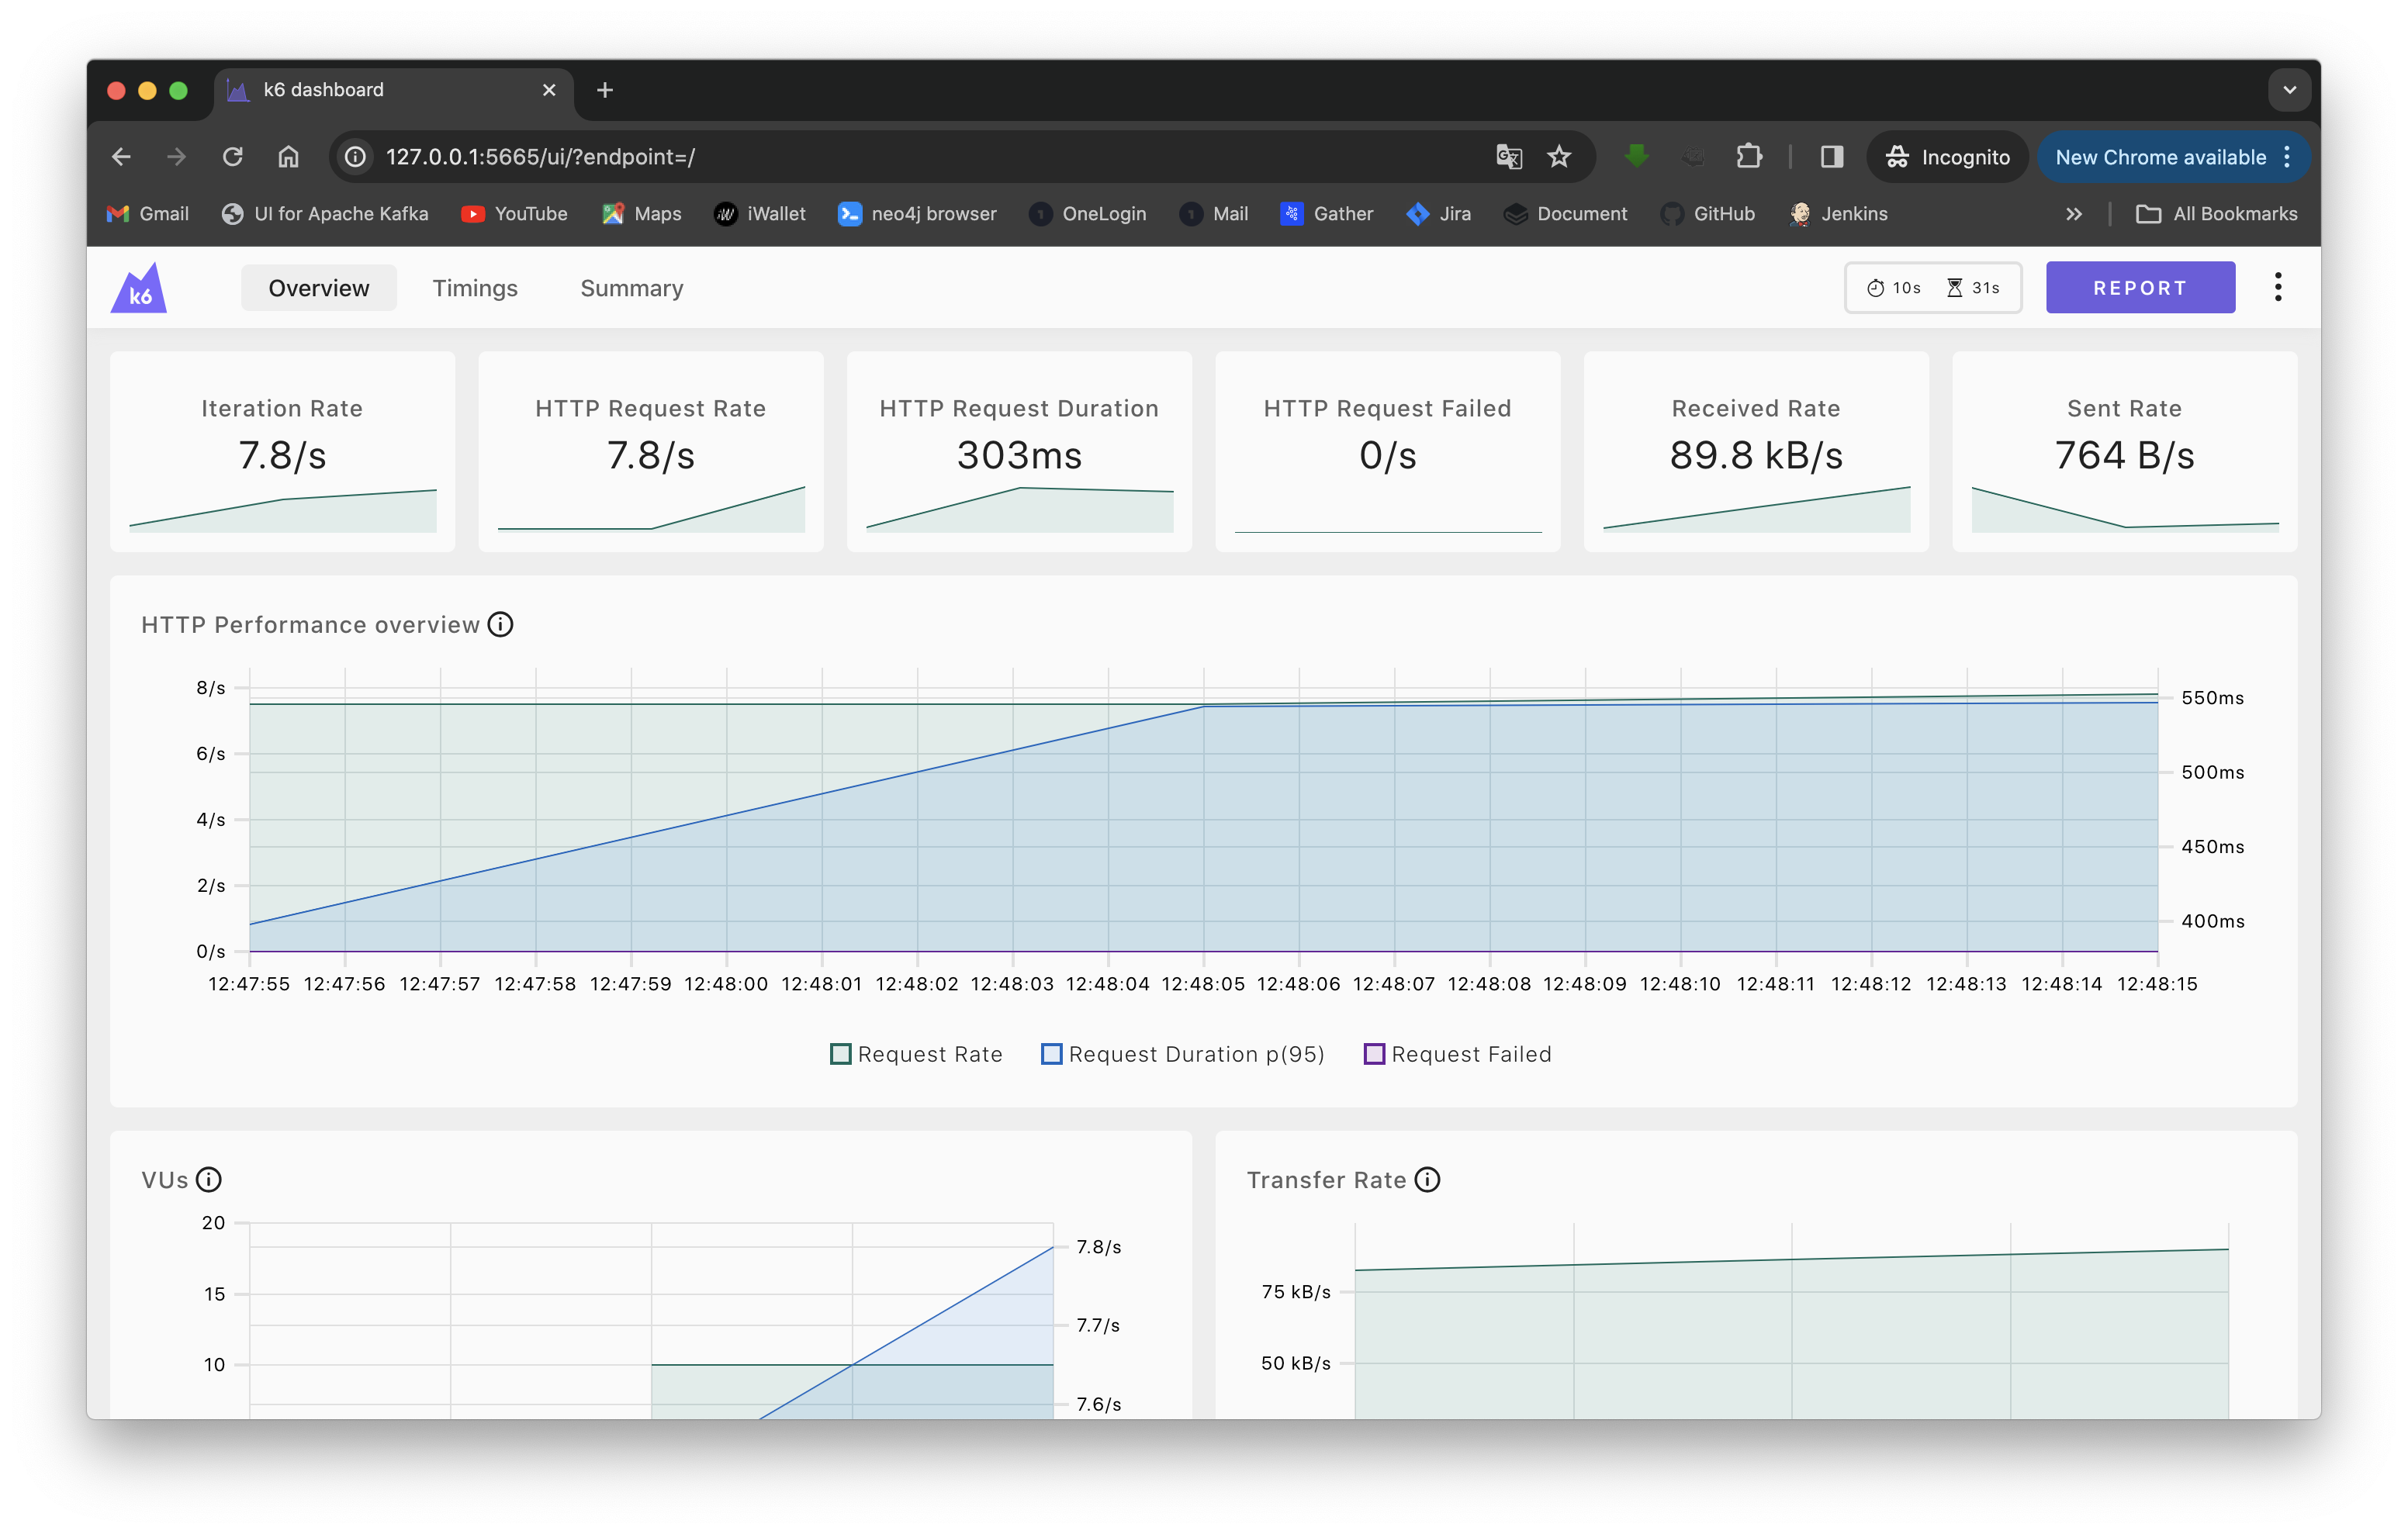 k6 dashboard
127.0.0.1:5665/ui/?endpoint=/
Incognito
New Chrome available
Gmail
UI for Apache Kafka
YouTube
Maps
iWallet
neo4j browser
OneLogin
Mail
Gather
Jira
Document
GitHub
Jenkins
All Bookmarks
k6
Overview
Timings
Summary
10s
31s
REPORT
Iteration Rate
7.8/s
HTTP Request Rate
7.8/s
HTTP Request Duration
303ms
HTTP Request Failed
0/s
Received Rate
89.8 kB/s
Sent Rate
764 B/s
HTTP Performance overview
8/s
6/s
4/s
2/s
0/s
550ms
500ms
450ms
400ms
12:47:55 12:47:56 12:47:57 12:47:58 12:47:59 12:48:00 12:48:01 12:48:02 12:48:03 12:48:04 12:48:05 12:48:06 12:48:07 12:48:08 12:48:09 12:48:10 12:48:11 12:48:12 12:48:13 12:48:14 12:48:15
Request Rate
Request Duration p(95)
Request Failed
VUs
20
15
10
7.8/s
7.7/s
7.6/s
Transfer Rate
75 kB/s
50 kB/s